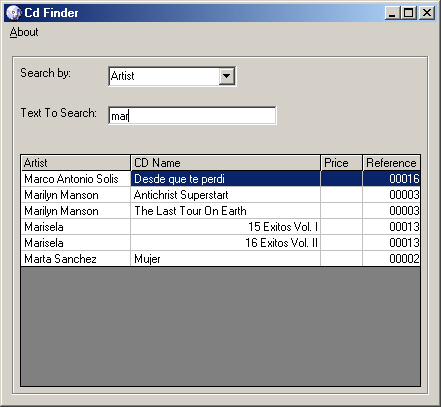 Cd Finder
About
Search by: Artist
Text To Search: mar
Artist CD Name Price Reference
Marco Antonio Solis Desde que te perdi 00016
Marilyn Manson Antichrist Superstart 00003
Marilyn Manson The Last Tour On Earth 00003
Marisela 15 Exitos Vol. I 00013
Marisela 16 Exitos Vol. II 00013
Marta Sanchez Mujer 00002